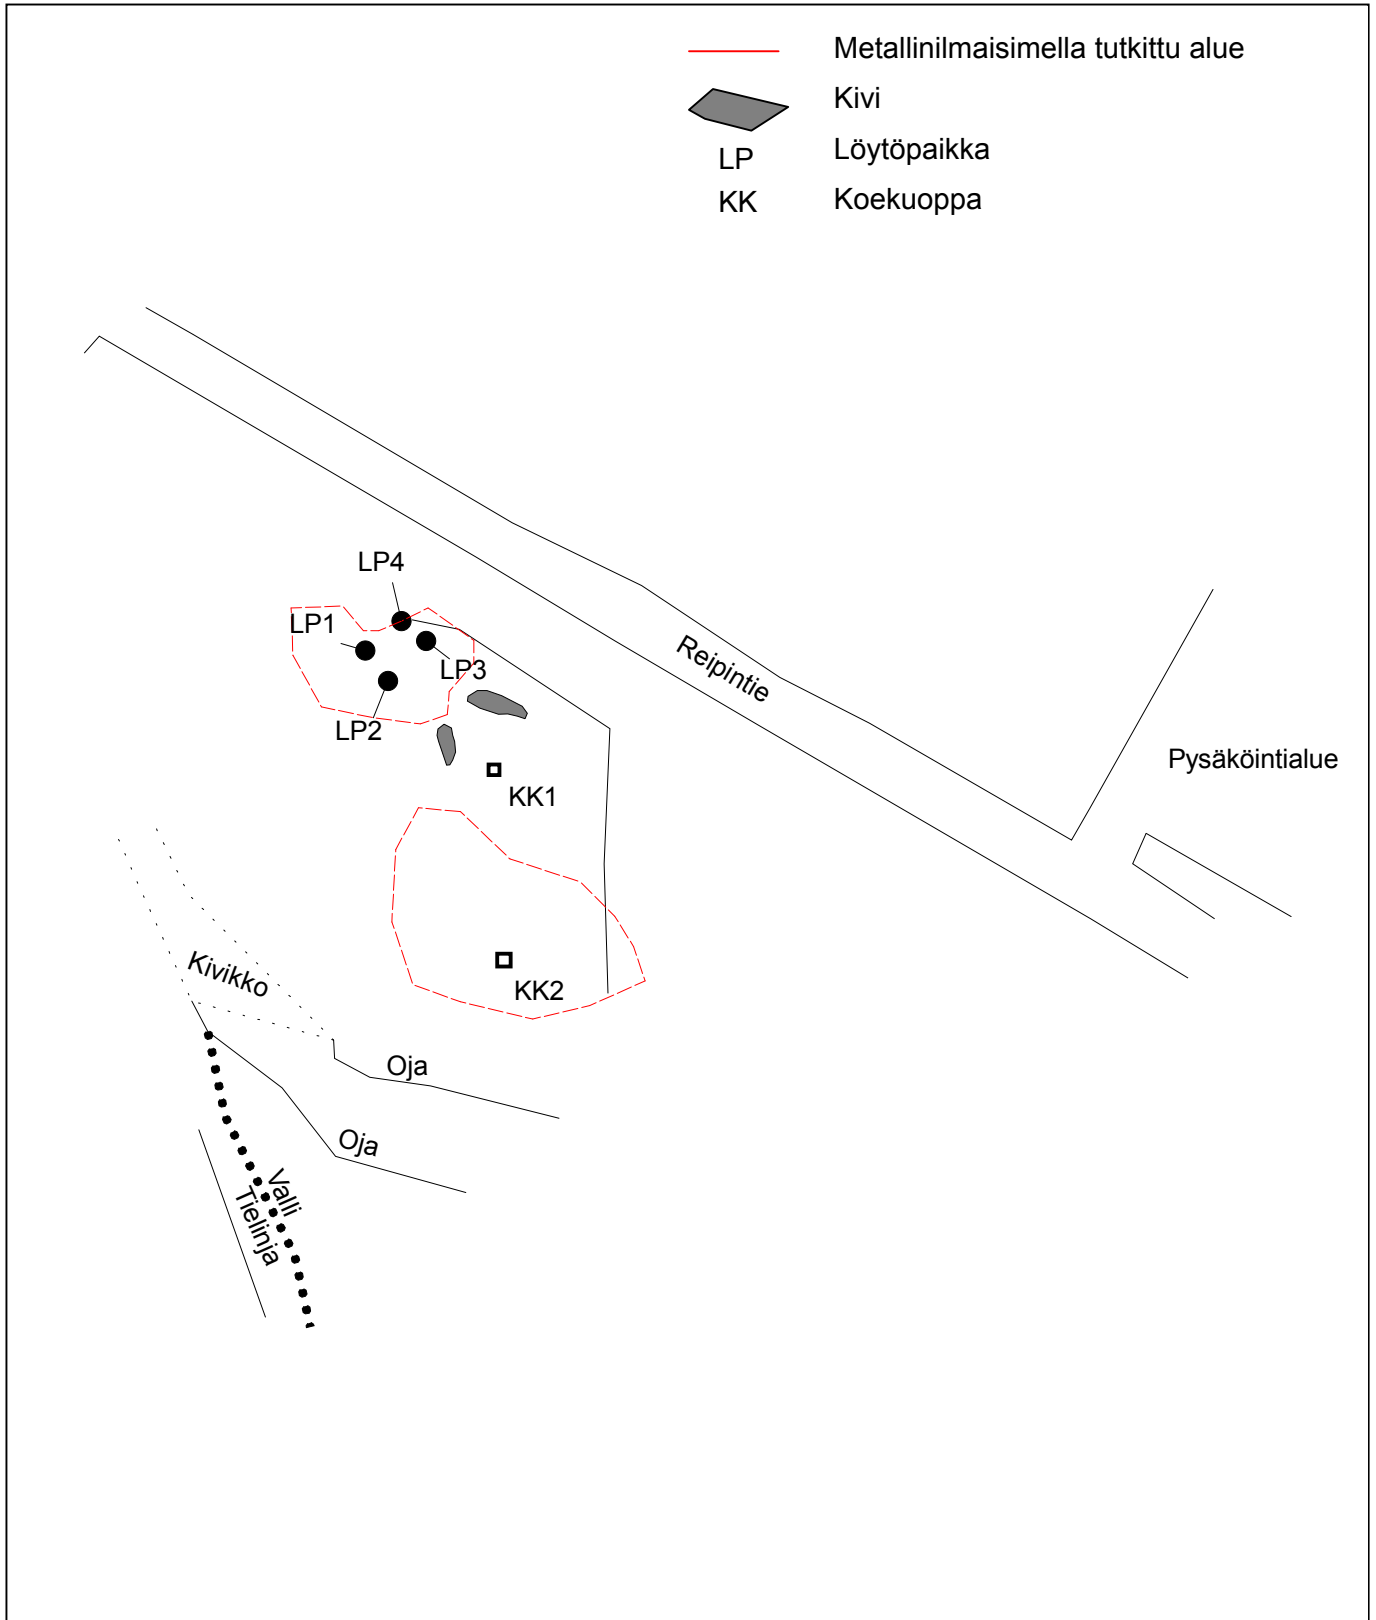 Metallinilmaisimella tutkittu alue
Kivi
LP Löytöpaikka
KK Koekuoppa
LP4
LP1
LP3
LP2
Reipintie
Pysäköintialue
KK1
Kivikko
KK2
Oja
Oja
Valli
Tielinja